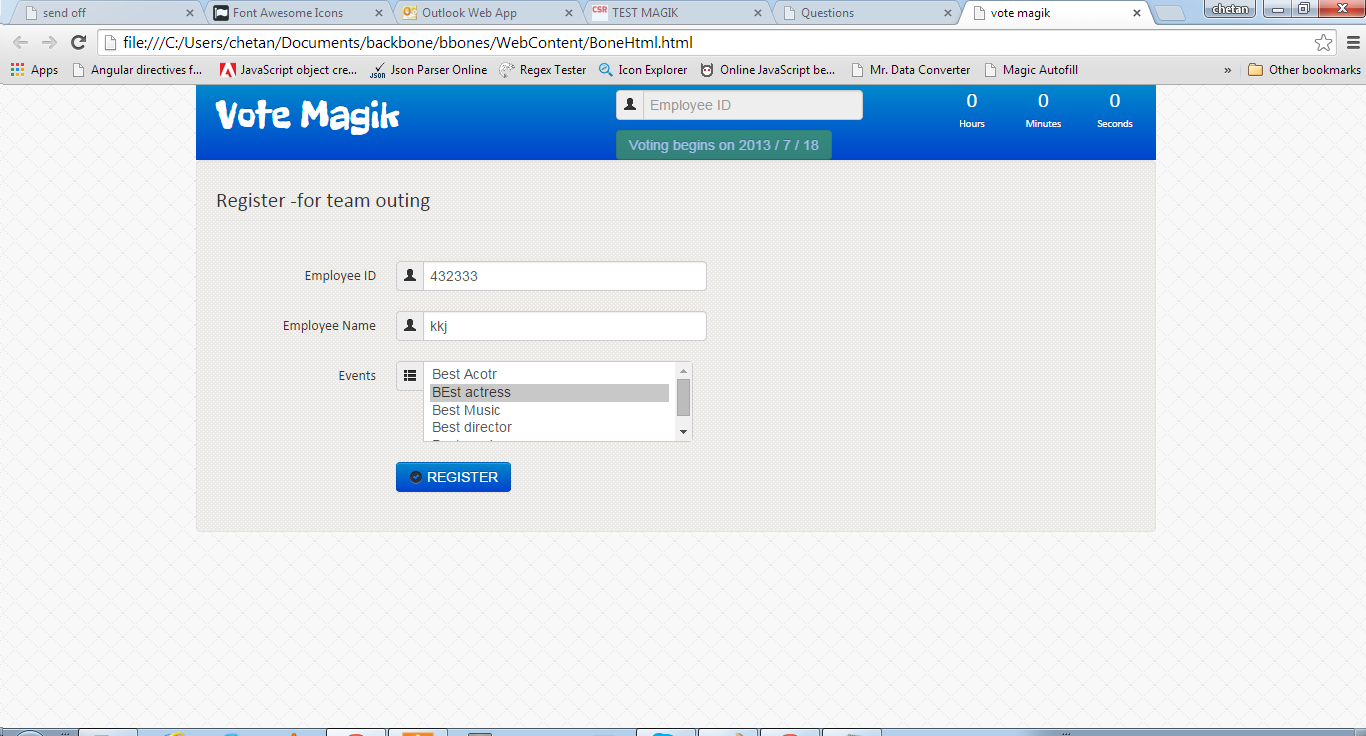 send off
Font Awesome Icons
Outlook Web App
CSR TEST MAGIK
Questions
vote magik
chetan
file:///C:/Users/chetan/Documents/backbone/bbones/WebContent/BoneHtml.html
Apps
Angular directives f...
JavaScript object cre...
JSON Json Parser Online
Regex Tester
Icon Explorer
Online JavaScript be...
Mr. Data Converter
Magic Autofill
»
Other bookmarks
Vote Magik
Employee ID
0 0 0
Hours Minutes Seconds
Voting begins on 2013 / 7 / 18
Register -for team outing
Employee ID 432333
Employee Name kkj
Events
Best Acotr
BEst actress
Best Music
Best director
REGISTER